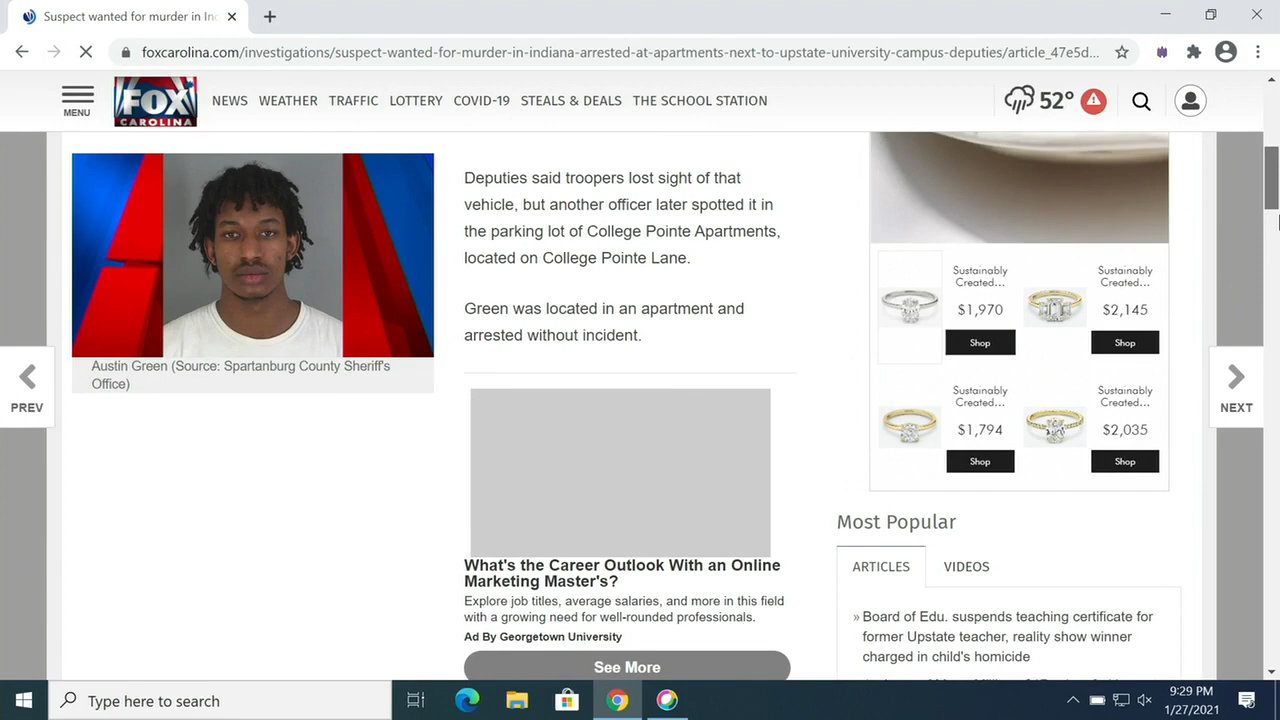 Suspect wanted for murder in In
foxcarolina.com/investigations/suspect-wanted-for-murder-in-indiana-arrested-at-apartments-next-to-upstate-university-campus-deputies/article_47e5d...
MENU
FOX
CAROLINA
NEWS WEATHER TRAFFIC LOTTERY COVID-19 STEALS & DEALS THE SCHOOL STATION
52°
Austin Green (Source: Spartanburg County Sheriff's
Office)
PREV
Deputies said troopers lost sight of that
vehicle, but another officer later spotted it in
the parking lot of College Pointe Apartments,
located on College Pointe Lane.
Green was located in an apartment and
arrested without incident.
What's the Career Outlook With an Online
Marketing Master's?
Explore job titles, average salaries, and more in this field
with a growing need for well-rounded professionals.
Ad By Georgetown University
See More
Sustainably
Created...
$1,970
Shop
Sustainably
Created...
$2,145
Shop
Sustainably
Created...
$1,794
Shop
Sustainably
Created...
$2,035
Shop
NEXT
Most Popular
ARTICLES VIDEOS
» Board of Edu. suspends teaching certificate for
former Upstate teacher, reality show winner
charged in child's homicide
Type here to search
9:29 PM
1/27/2021